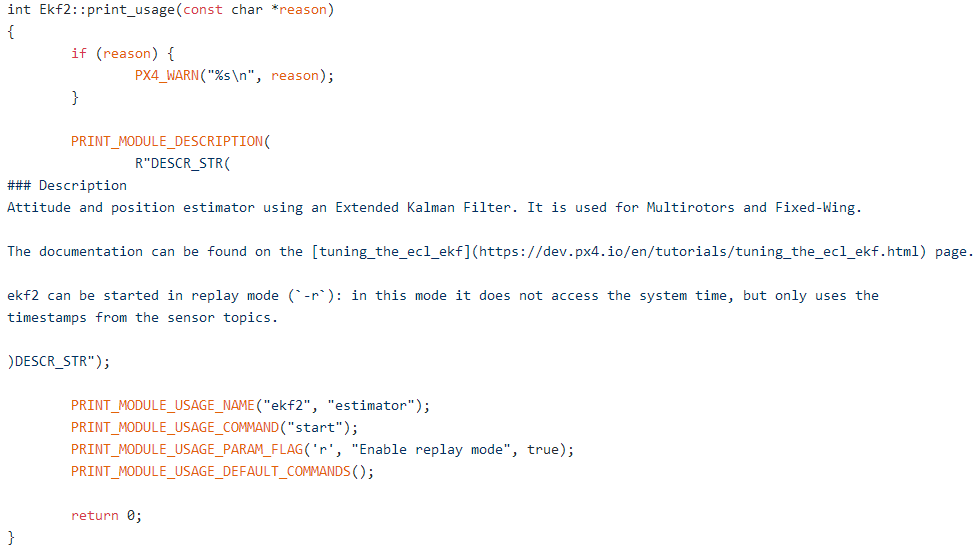 int Ekf2::print_usage(const char *reason)
{
        if (reason) {
                PX4_WARN("%s\n", reason);
        }

        PRINT_MODULE_DESCRIPTION(
                R"DESCR_STR(
### Description
Attitude and position estimator using an Extended Kalman Filter. It is used for Multirotors and Fixed-Wing.

The documentation can be found on the [tuning_the_ecl_ekf](https://dev.px4.io/en/tutorials/tuning_the_ecl_ekf.html) page.

ekf2 can be started in replay mode (`-r`): in this mode it does not access the system time, but only uses the
timestamps from the sensor topics.

)DESCR_STR");

        PRINT_MODULE_USAGE_NAME("ekf2", "estimator");
        PRINT_MODULE_USAGE_COMMAND("start");
        PRINT_MODULE_USAGE_PARAM_FLAG('r', "Enable replay mode", true);
        PRINT_MODULE_USAGE_DEFAULT_COMMANDS();

        return 0;
}